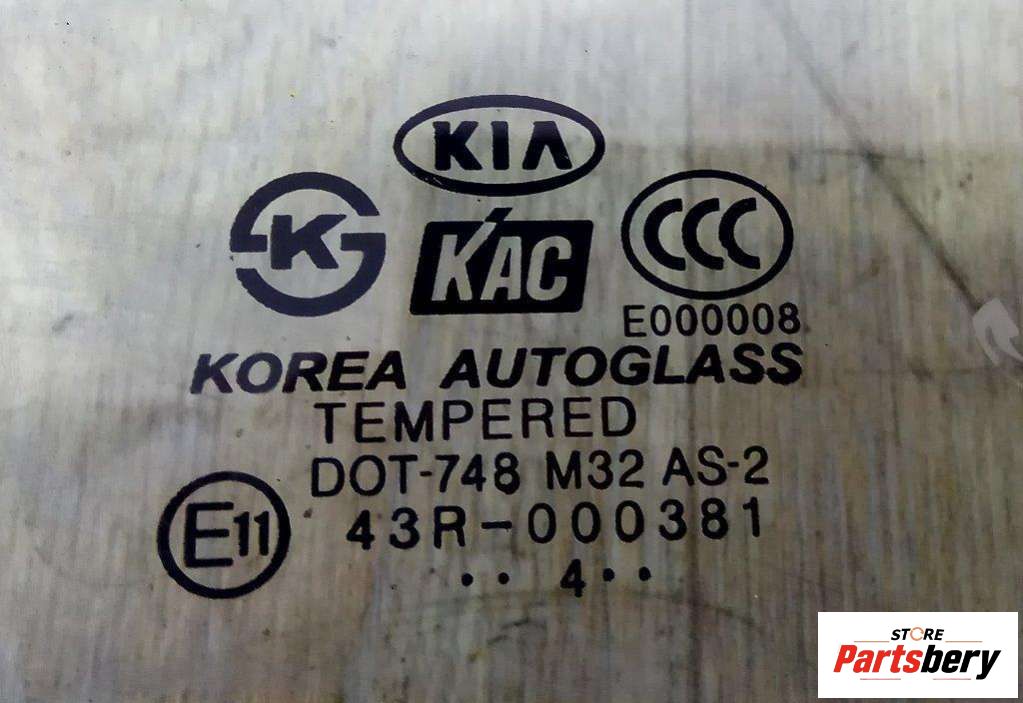 KIA
K
KAC
CCC
E000008
KOREA AUTOGLASS
TEMPERED
DOT-748 M32 AS-2
E11
43R-000381
·· 4 ··
STORE
Partsbery